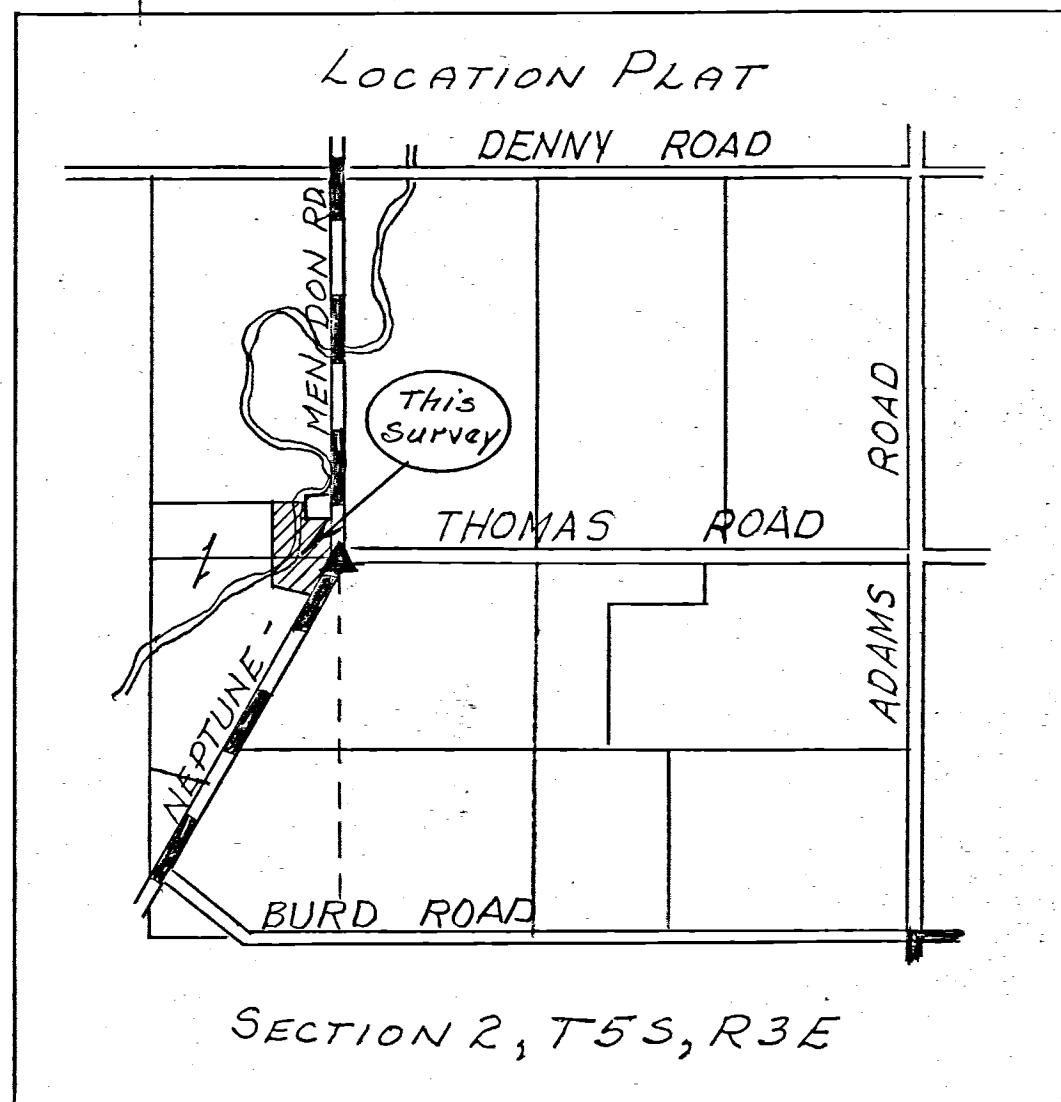 LOCATION PLAT
DENNY ROAD
MENDON RD.
This
Survey
THOMAS ROAD
ADAMS ROAD
NEPTUNE -
BURD ROAD
SECTION 2, T5S, R3E